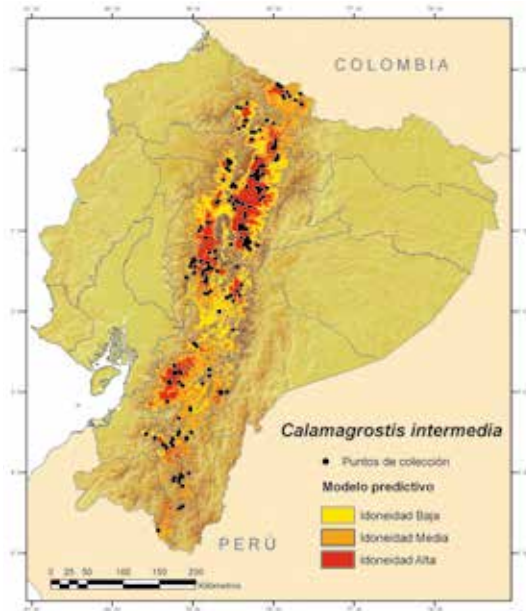 COLOMBIA
Calamagrostis intermedia
Puntos de colección
Modelo predictivo
Idoneidad Baja
Idoneidad Media
Idoneidad Alta
PERÚ
0 25 50 100 150 200
Kilómetros